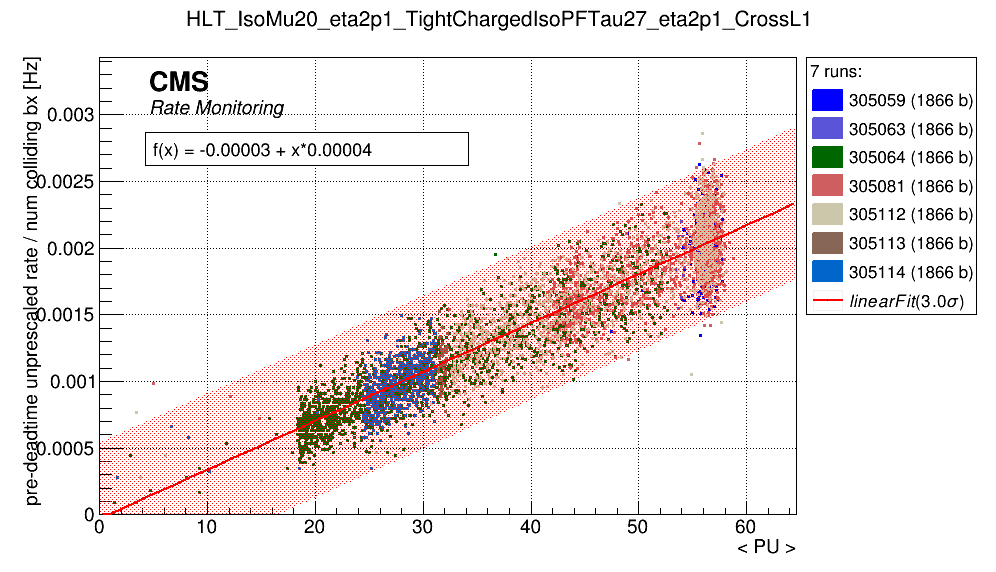 HLT_IsoMu20_eta2p1_TightChargedIsoPFTau27_eta2p1_CrossL1
pre-deadtime unprescaled rate / num colliding bx [Hz]
CMS
Rate Monitoring
f(x) = -0.00003 + x*0.00004
0.003
0.0025
0.002
0.0015
0.001
0.0005
0
0 10 20 30 40 50 60
< PU >
7 runs:
305059 (1866 b)
305063 (1866 b)
305064 (1866 b)
305081 (1866 b)
305112 (1866 b)
305113 (1866 b)
305114 (1866 b)
linearFit(3.0σ)